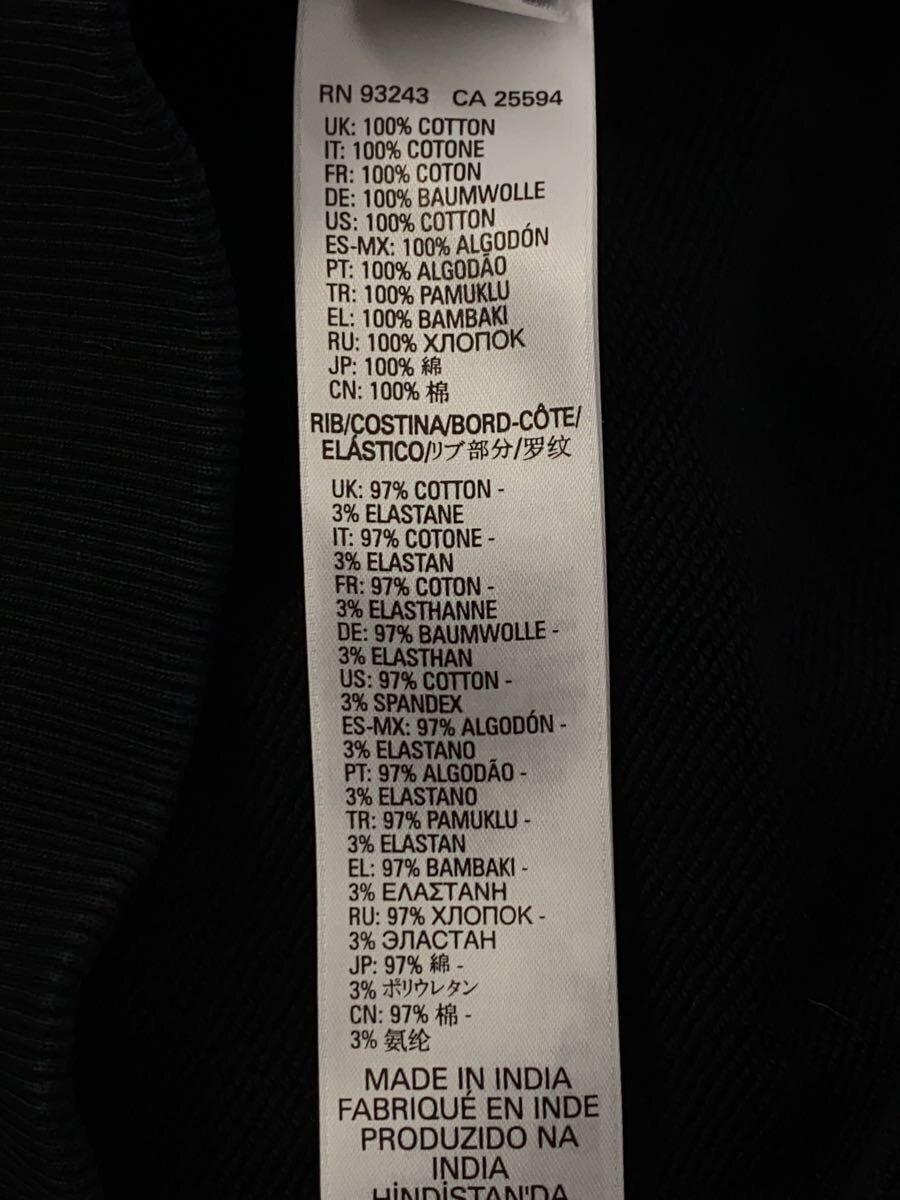 RN 93243 CA 25594
UK: 100% COTTON
IT: 100% COTONE
FR: 100% COTON
DE: 100% BAUMWOLLE
US: 100% COTTON
ES-MX: 100% ALGODÓN
PT: 100% ALGODÃO
TR: 100% PAMUKLU
EL: 100% BAMBAKI
RU: 100% ХЛОПОК
JP: 100% 綿
CN: 100% 棉
RIB/COSTINA/BORD-CÔTE/
ELÁSTICO/リブ部分/罗纹
UK: 97% COTTON -
3% ELASTANE
IT: 97% COTONE -
3% ELASTAN
FR: 97% COTON -
3% ELASTHANNE
DE: 97% BAUMWOLLE -
3% ELASTHAN
US: 97% COTTON -
3% SPANDEX
ES-MX: 97% ALGODÓN -
3% ELASTANO
PT: 97% ALGODÃO -
3% ELASTANO
TR: 97% PAMUKLU -
3% ELASTAN
EL: 97% BAMBAKI -
3% ΕΛΑΣΤΑΝΗ
RU: 97% ХЛОПОК -
3% ЭЛАСТАН
JP: 97% 綿 -
3% ポリウレタン
CN: 97% 棉 -
3% 氨纶
MADE IN INDIA
FABRIQUÉ EN INDE
PRODUZIDO NA
INDIA
HİNDİSTAN'DA